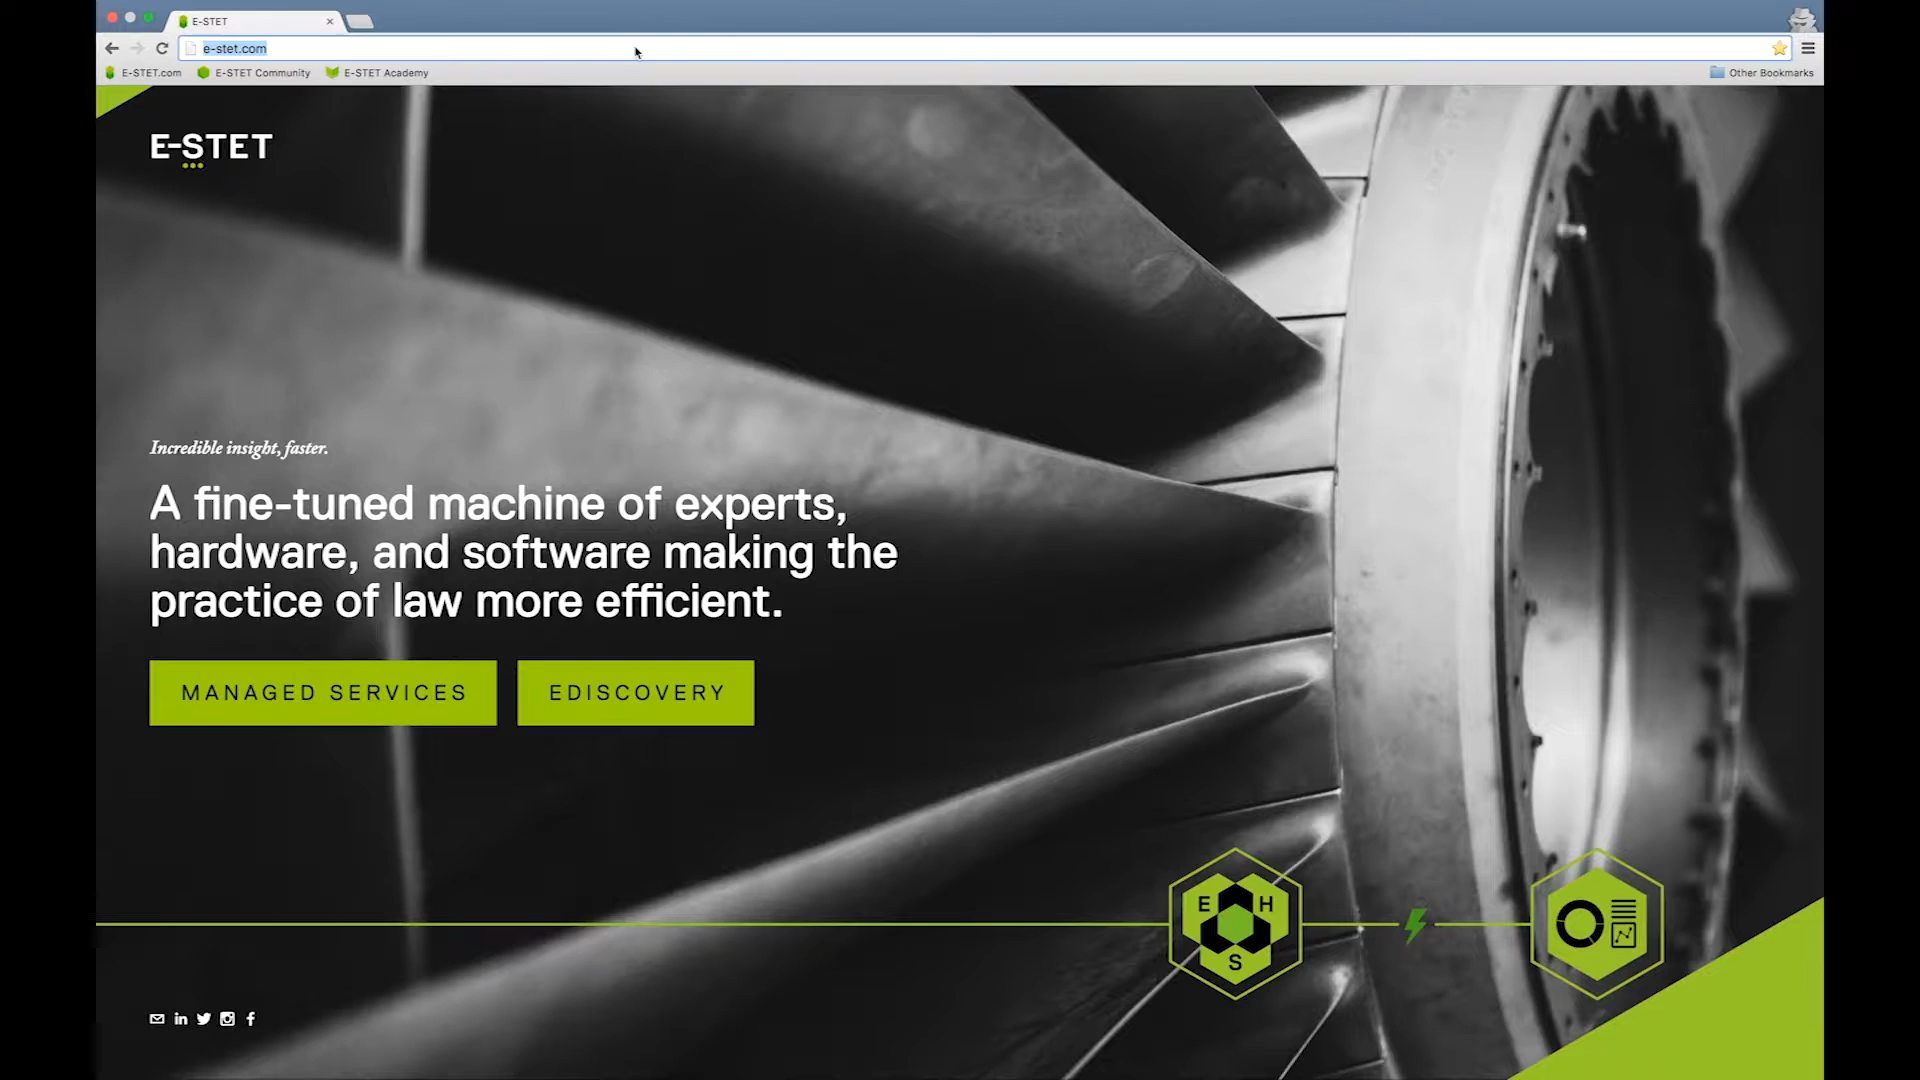 E-STET
e-stet.com
E-STET.com
E-STET Community
E-STET Academy
Other Bookmarks
E-STET
Incredible insight, faster.
A fine-tuned machine of experts,
hardware, and software making the
practice of law more efficient.
MANAGED SERVICES
EDISCOVERY
E
H
S